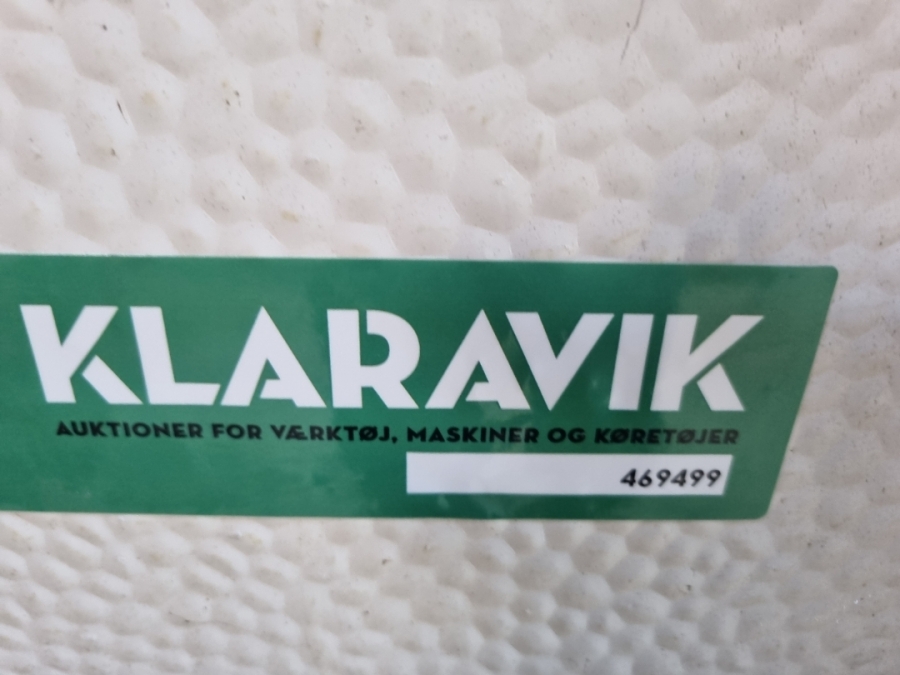 KLARAVIK
AUKTIONER FOR VÆRKTØJ, MASKINER OG KØRETØJER
469499